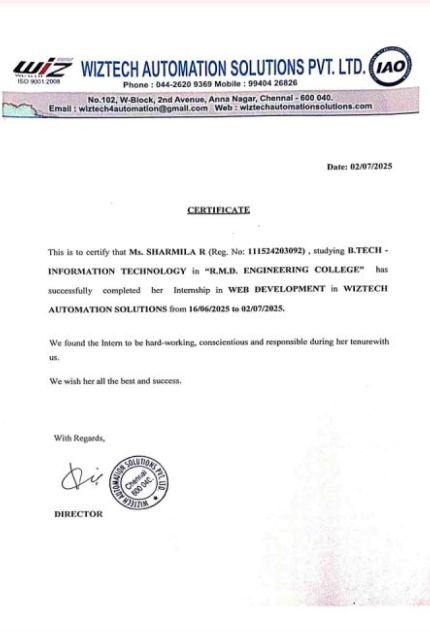 WIZ
ISO 9001:2008
WIZTECH AUTOMATION SOLUTIONS PVT. LTD.
IAO
Phone : 044-2620 9369 Mobile : 99404 26826
No.102, W-Block, 2nd Avenue, Anna Nagar, Chennai - 600 040.
Email : wiztech4automation@gmail.com Web : wiztechautomationsolutions.com
Date: 02/07/2025
CERTIFICATE
This is to certify that Ms. SHARMILA R (Reg. No: 111524203092) , studying B.TECH -
INFORMATION TECHNOLOGY in “R.M.D. ENGINEERING COLLEGE” has
successfully completed her Internship in WEB DEVELOPMENT in WIZTECH
AUTOMATION SOLUTIONS from 16/06/2025 to 02/07/2025.
We found the Intern to be hard-working, conscientious and responsible during her tenurewith
us.
We wish her all the best and success.
With Regards,
WIZTECH AUTOMATION SOLUTIONS PVT LTD
Chennai
600 040.
DIRECTOR